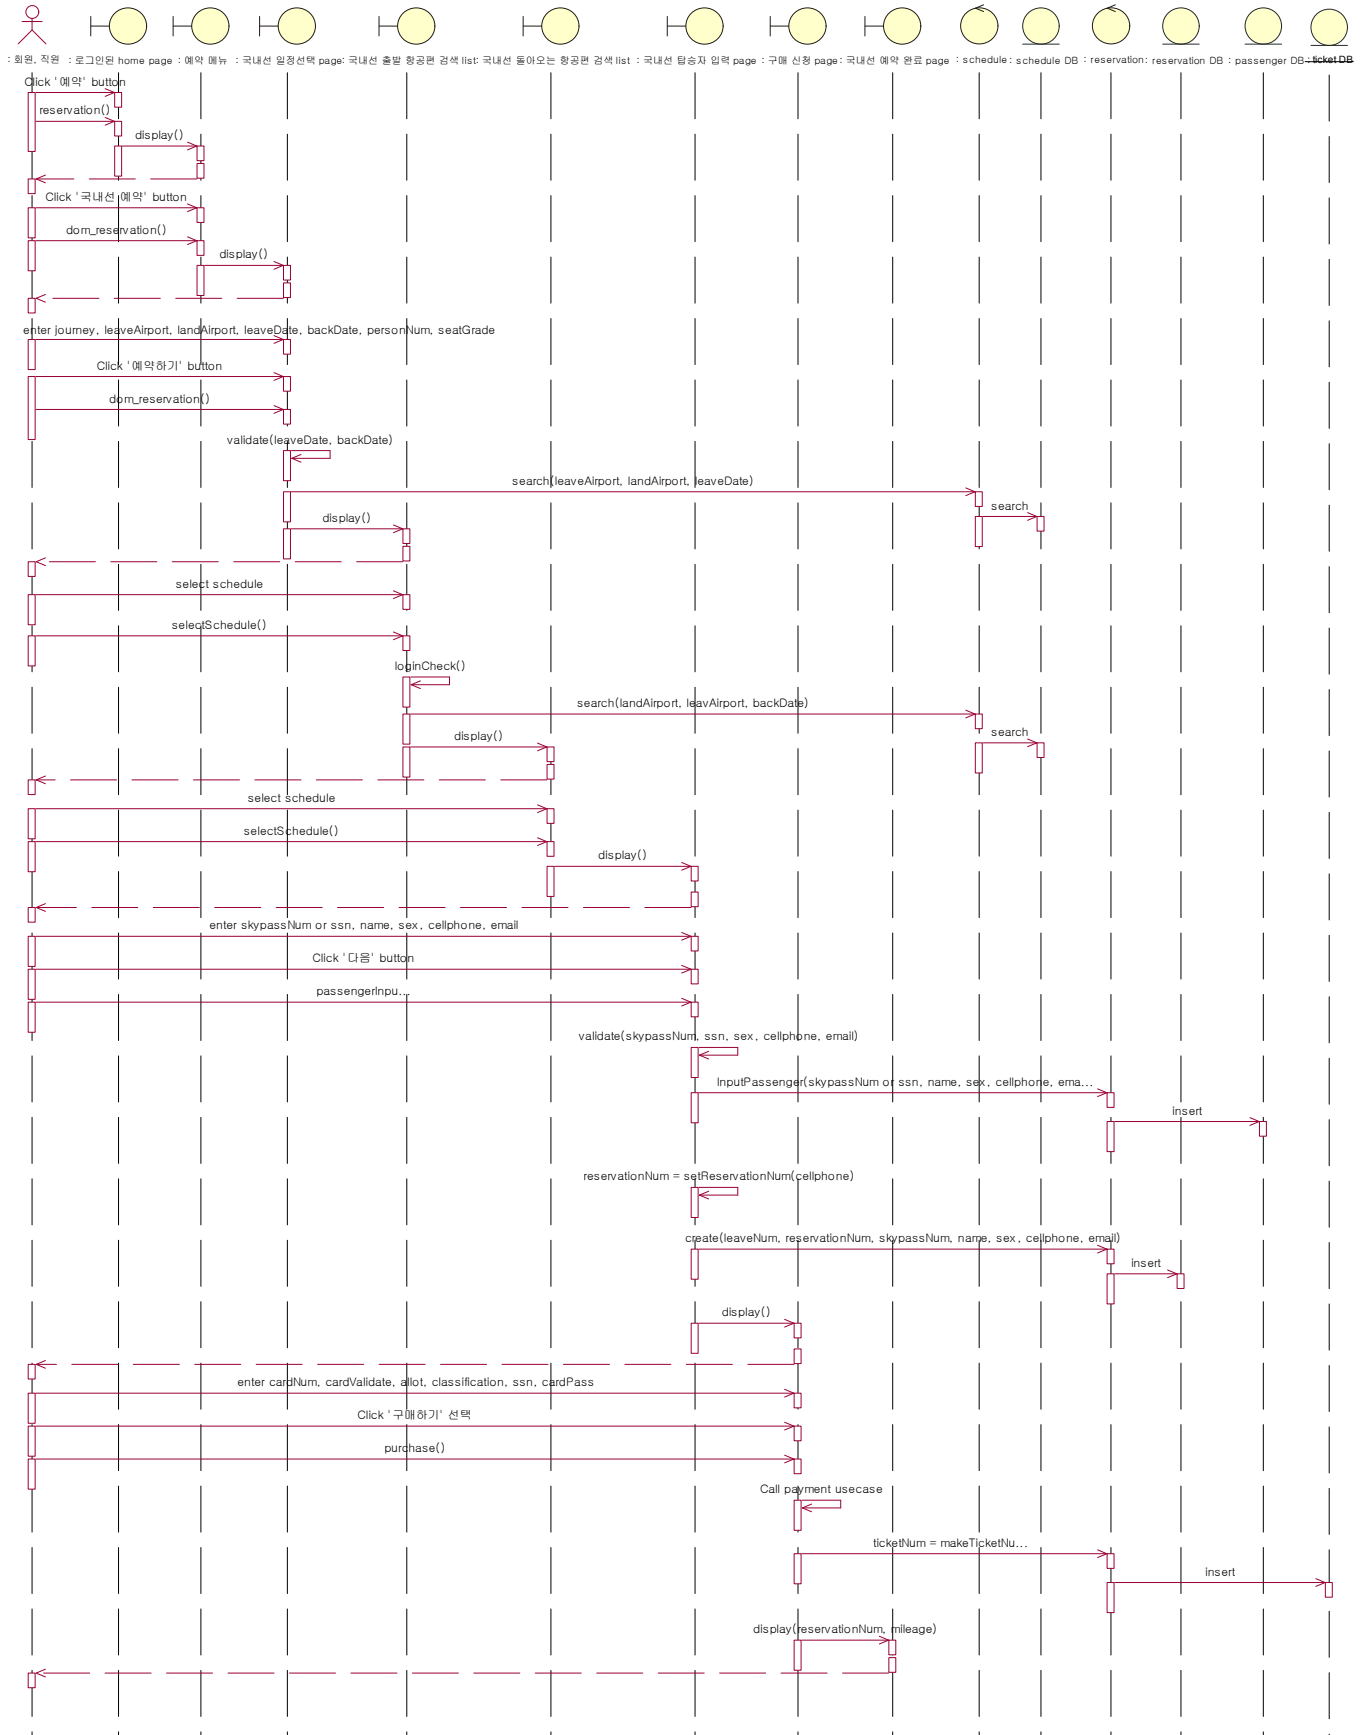 : 회원, 직원 : 로그인된 home page : 예약 메뉴 : 국내선 일정선택 page : 국내선 출발 항공편 검색 list : 국내선 돌아오는 항공편 검색 list : 국내선 탑승자 입력 page : 구매 신청 page : 국내선 예약 완료 page : schedule : schedule DB : reservation : reservation DB : passenger DB : ticket DB
Click '예약' button
reservation()
display()
Click '국내선 예약' button
dom_reservation()
display()
enter journey, leaveAirport, landAirport, leaveDate, backDate, personNum, seatGrade
Click '예약하기' button
dom_reservation()
validate(leaveDate, backDate)
search(leaveAirport, landAirport, leaveDate)
search
display()
select schedule
selectSchedule()
loginCheck()
search(landAirport, leavAirport, backDate)
search
display()
select schedule
selectSchedule()
display()
enter skypassNum or ssn, name, sex, cellphone, email
Click '다음' button
passengerInpu...
validate(skypassNum, ssn, sex, cellphone, email)
InputPassenger(skypassNum or ssn, name, sex, cellphone, ema...
insert
reservationNum = setReservationNum(cellphone)
create(leaveNum, reservationNum, skypassNum, name, sex, cellphone, email)
insert
display()
enter cardNum, cardValidate, allot, classification, ssn, cardPass
Click '구매하기' 선택
purchase()
Call payment usecase
ticketNum = makeTicketNu...
insert
display(reservationNum, mileage)